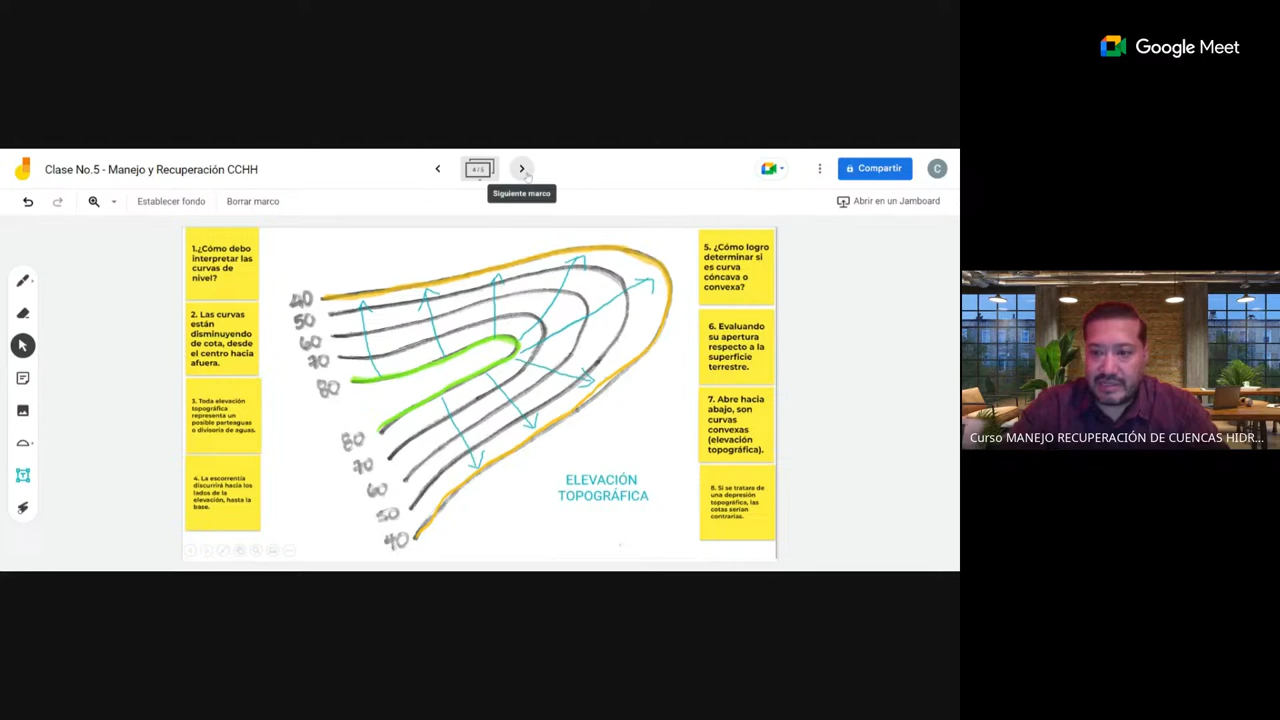 Google Meet
Clase No.5 - Manejo y Recuperación CCHH
4 / 5
Compartir
C
Siguiente marco
Establecer fondo
Borrar marco
Abrir en un Jamboard
1.¿Cómo debo
interpretar las
curvas de
nivel?
2. Las curvas
están
disminuyendo
de cota, desde
el centro hacia
afuera.
3. Toda elevación
topográfica
representa un
posible parteaguas
o divisoria de aguas.
4. La escorrentía
discurrirá hacia los
lados de la
elevación, hasta la
base.
40
50
60
70
80
80
70
60
50
40
ELEVACIÓN
TOPOGRÁFICA
5. ¿Cómo logro
determinar si
es curva
cóncava o
convexa?
6. Evaluando
su apertura
respecto a la
superficie
terrestre.
7. Abre hacia
abajo, son
curvas
convexas
(elevación
topográfica).
8. Si se tratara de
una depresión
topográfica, las
cotas serían
contrarias.
Curso MANEJO RECUPERACIÓN DE CUENCAS HIDR...